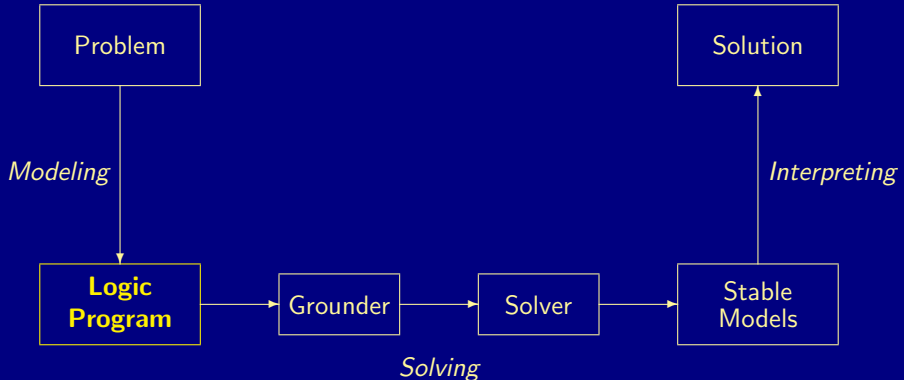 Problem
Solution
Modeling
Interpreting
Logic
Program
Grounder
Solver
Stable
Models
Solving